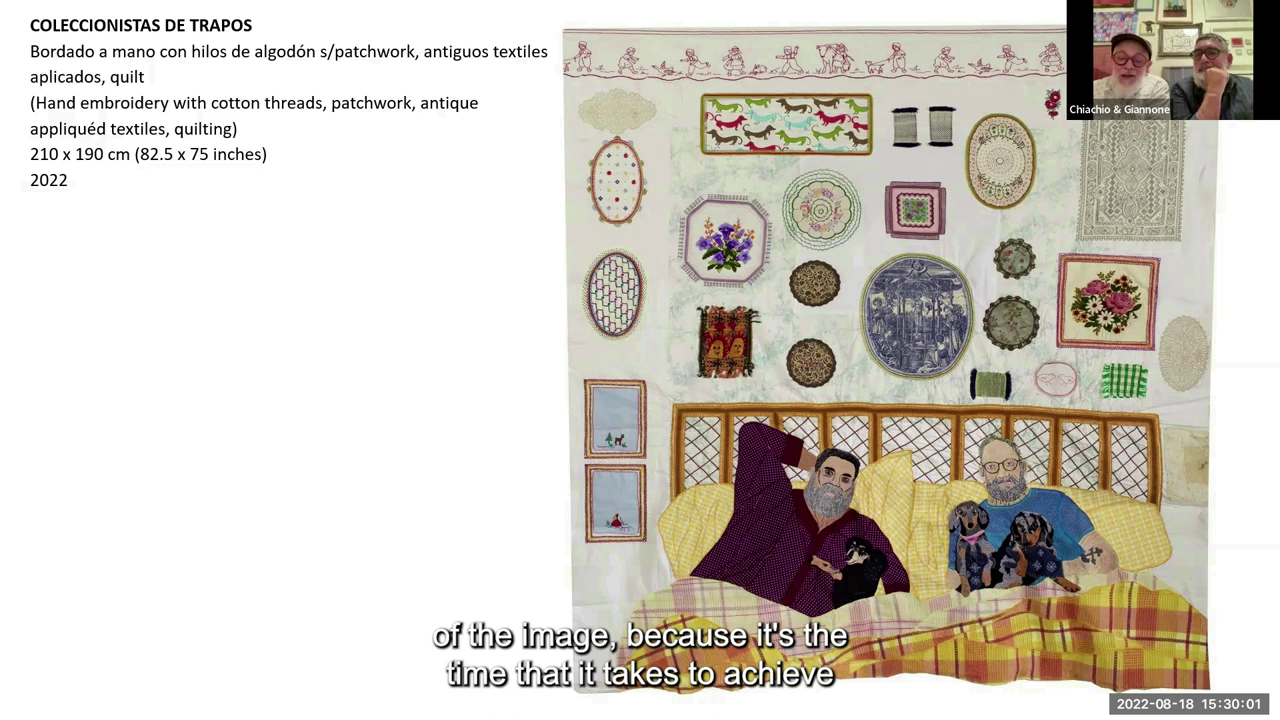 COLECCIONISTAS DE TRAPOS
Bordado a mano con hilos de algodón s/patchwork, antiguos textiles
aplicados, quilt
(Hand embroidery with cotton threads, patchwork, antique
appliquéd textiles, quilting)
210 x 190 cm (82.5 x 75 inches)
2022
Chiachio & Giannone
of the image, because it's the
time that it takes to achieve
2022-08-18 15:30:01